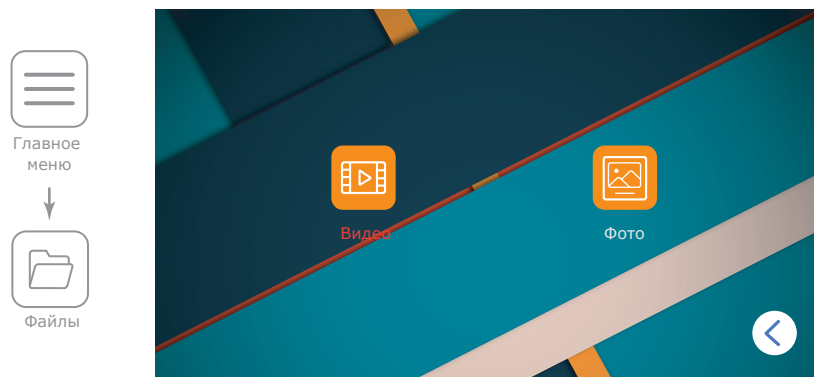 Главное
меню
Файлы
Видео
Фото